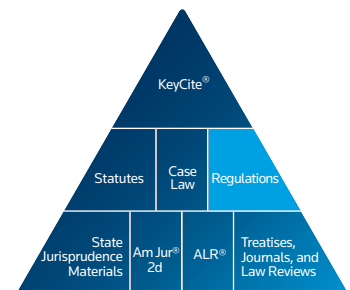 KeyCite®
Statutes
Case
Law
Regulations
State
Jurisprudence
Materials
Am Jur®
2d
ALR®
Treatises,
Journals, and
Law Reviews